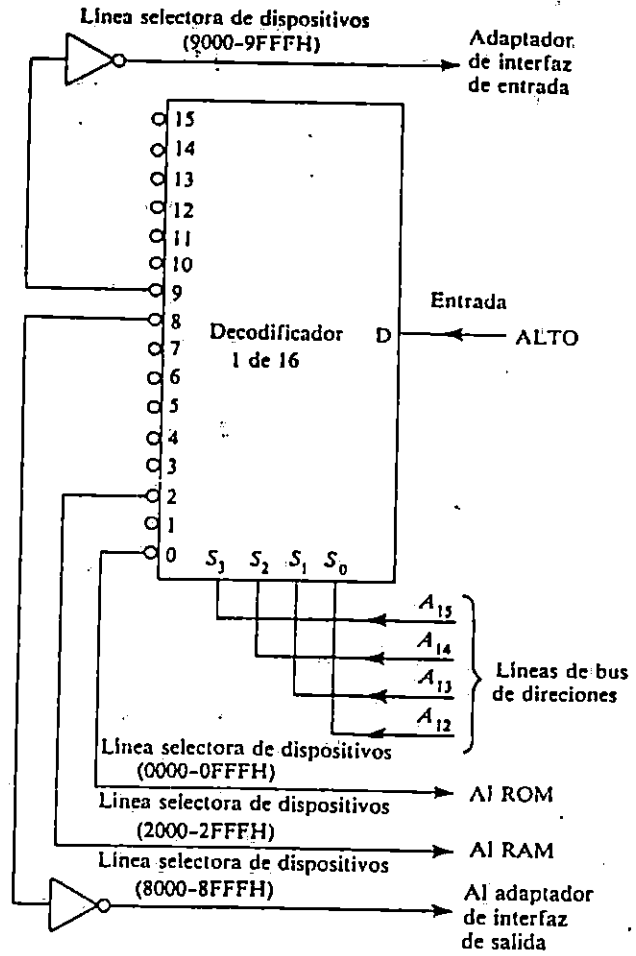 Línea selectora de dispositivos
(9000-9FFFH)
Adaptador
de interfaz
de entrada
15
14
13
12
11
10
9
8
7
6
5
4
3
2
1
0
Decodificador
1 de 16
D
Entrada
ALTO
S3 S2 S1 S0
A15
A14
A13
A12
Líneas de bus
de direciones
Línea selectora de dispositivos
(0000-0FFFH)
Al ROM
Línea selectora de dispositivos
(2000-2FFFH)
Al RAM
Línea selectora de dispositivos
(8000-8FFFH)
Al adaptador
de interfaz
de salida